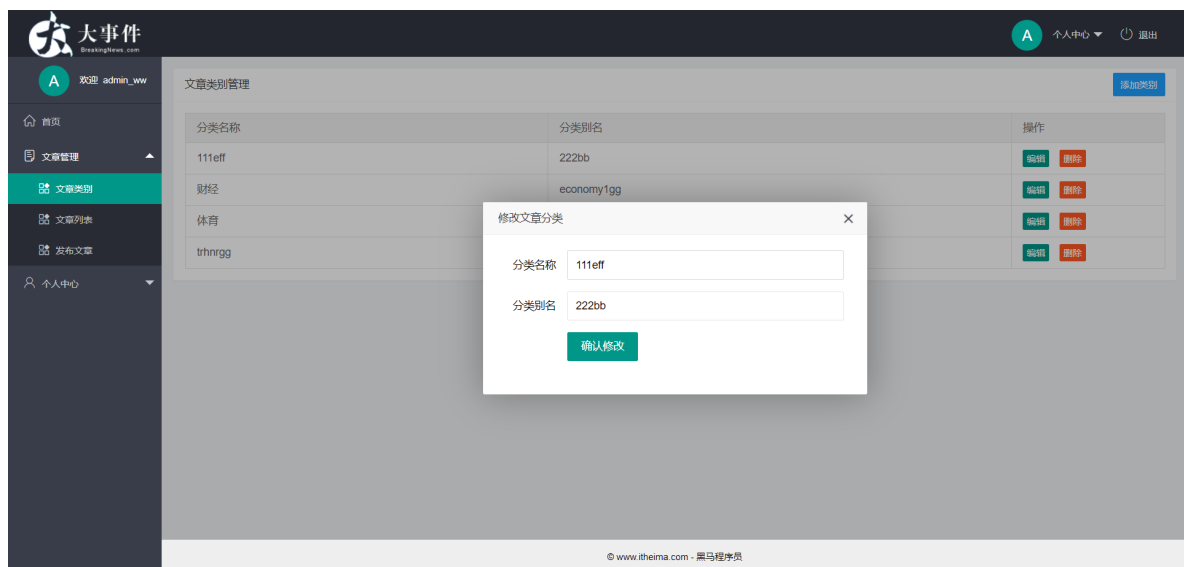 大事件
BreakingNews.com
A 个人中心 退出
A 欢迎 admin_ww
首页
文章管理
文章类别
文章列表
发布文章
个人中心
文章类别管理 添加类别
分类名称 分类别名 操作
111eff 222bb 编辑 删除
财经 economy1gg 编辑 删除
体育 编辑 删除
trhnrgg 编辑 删除
修改文章分类
分类名称 111eff
分类别名 222bb
确认修改
© www.itheima.com - 黑马程序员